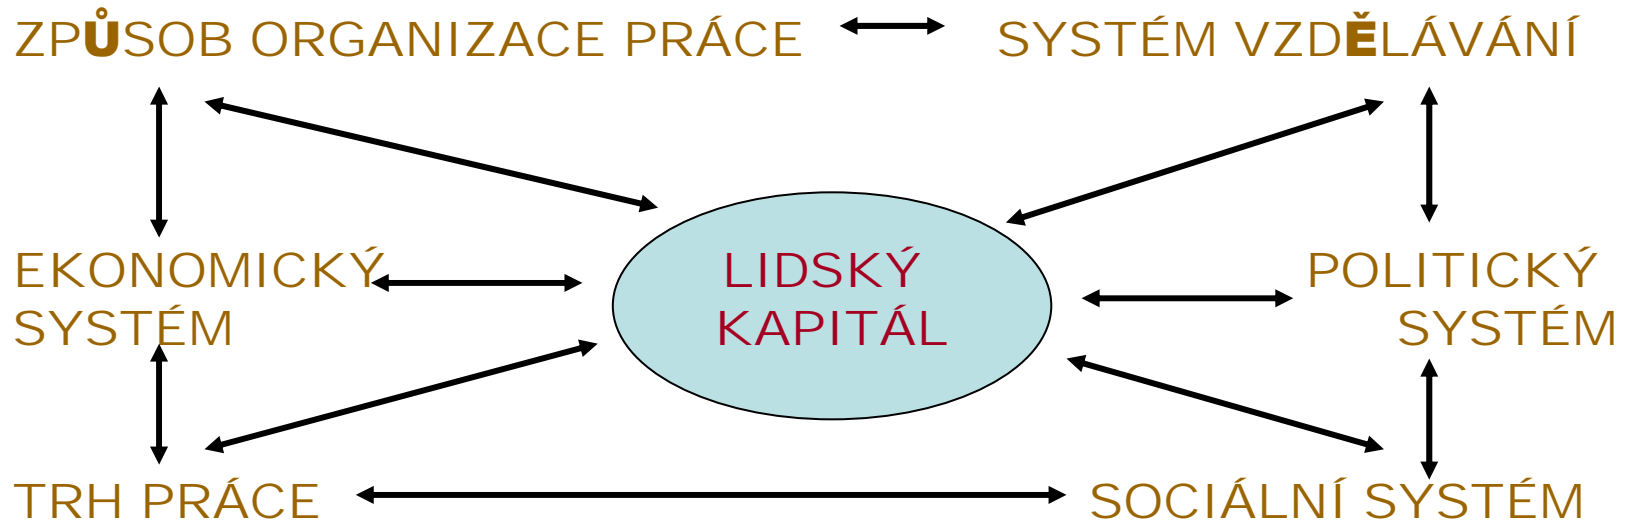 ZPŮSOB ORGANIZACE PRÁCE
SYSTÉM VZDĚLÁVÁNÍ
EKONOMICKÝ
SYSTÉM
LIDSKÝ
KAPITÁL
POLITICKÝ
SYSTÉM
TRH PRÁCE
SOCIÁLNÍ SYSTÉM